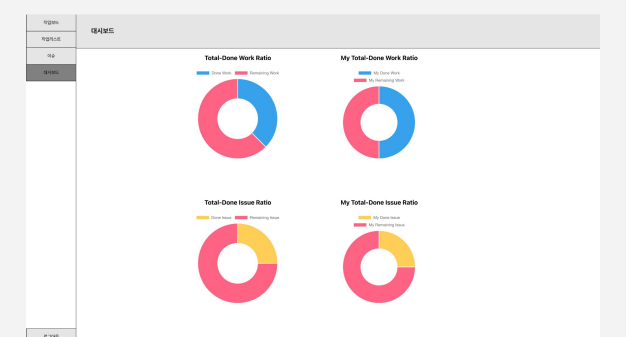 작업보드
작업리스트
이슈
대시보드
대시보드
Total-Done Work Ratio
Done Work
Remaining Work
My Total-Done Work Ratio
My Done Work
My Remaining Work
Total-Done Issue Ratio
Done Issue
Remaining Issue
My Total-Done Issue Ratio
My Done Issue
My Remaining Issue